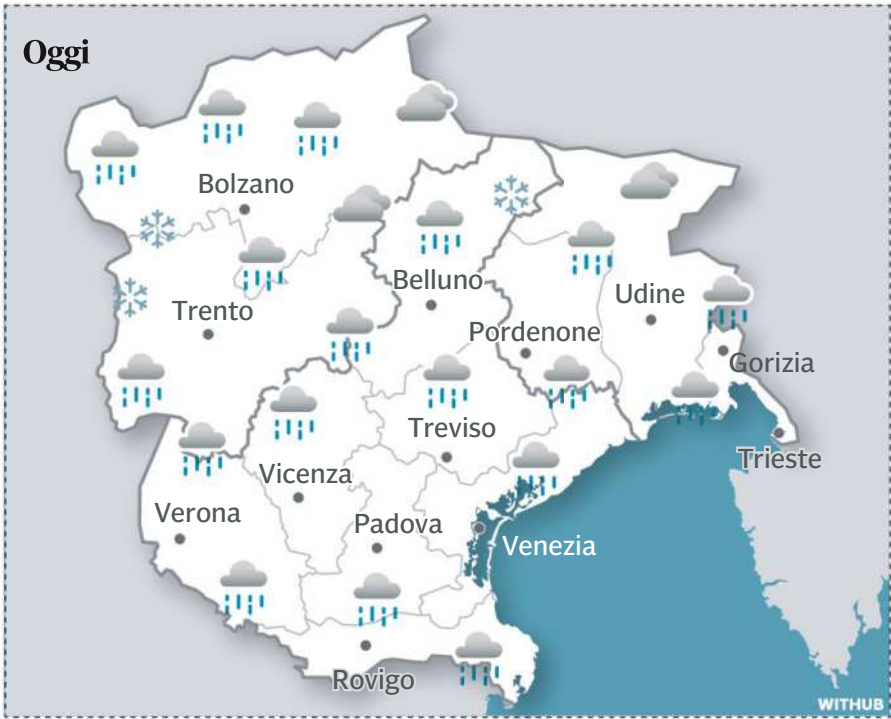 Oggi
Bolzano
Belluno
Udine
Trento
Pordenone
Gorizia
Treviso
Trieste
Vicenza
Verona
Padova
Venezia
Rovigo
WITHUB